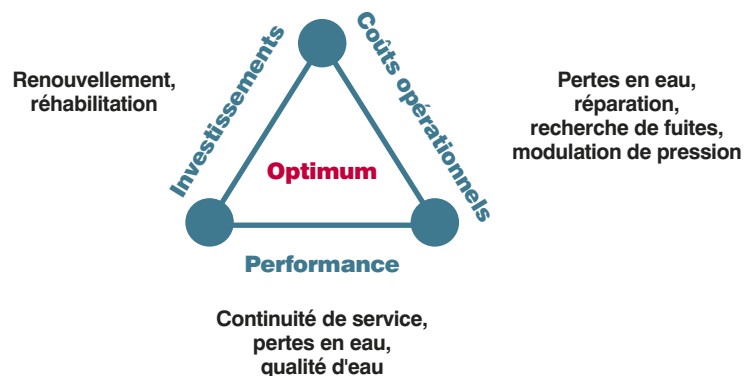 Renouvellement,
réhabilitation
Investissements
Coûts opérationnels
Pertes en eau,
réparation,
recherche de fuites,
modulation de pression
Optimum
Performance
Continuité de service,
pertes en eau,
qualité d'eau